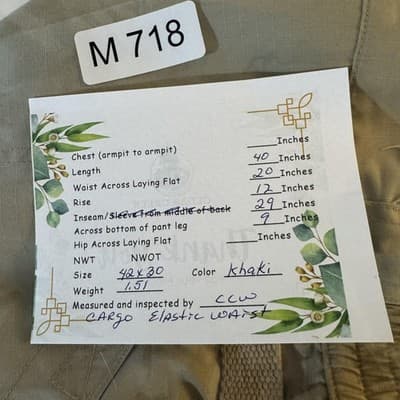 M 718
Chest (armpit to armpit) ____Inches
Length 40 Inches
Waist Across Laying Flat 20 Inches
Rise 12 Inches
Inseam/Sleeve from middle of back 29 Inches
Across bottom of pant leg 9 Inches
Hip Across Laying Flat ____Inches
NWT NWOT
Size 42x30 Color Khaki
Weight 1.51
Measured and inspected by CCW
CARGO Elastic WAist